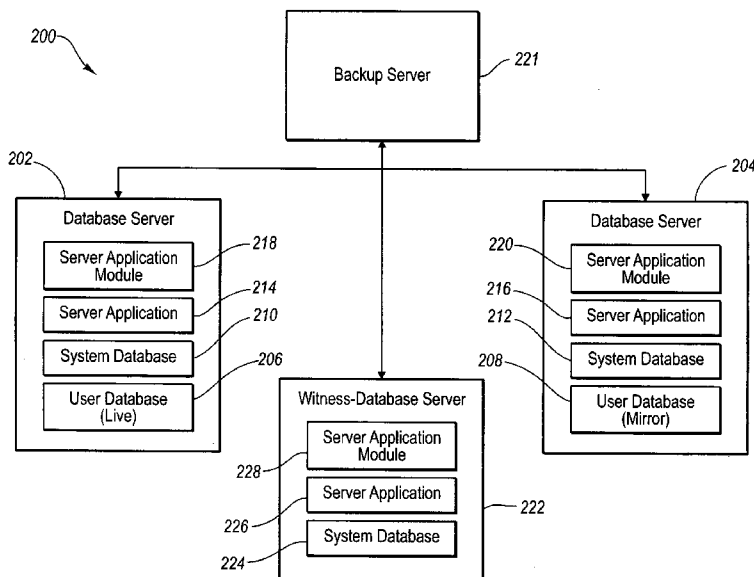 200
Backup Server
221
202
Database Server
Server Application
Module
218
Server Application
214
System Database
210
User Database
(Live)
206
204
Database Server
220
Server Application
Module
216
Server Application
212
System Database
208
User Database
(Mirror)
Witness-Database Server
Server Application
Module
228
Server Application
226
System Database
224
222